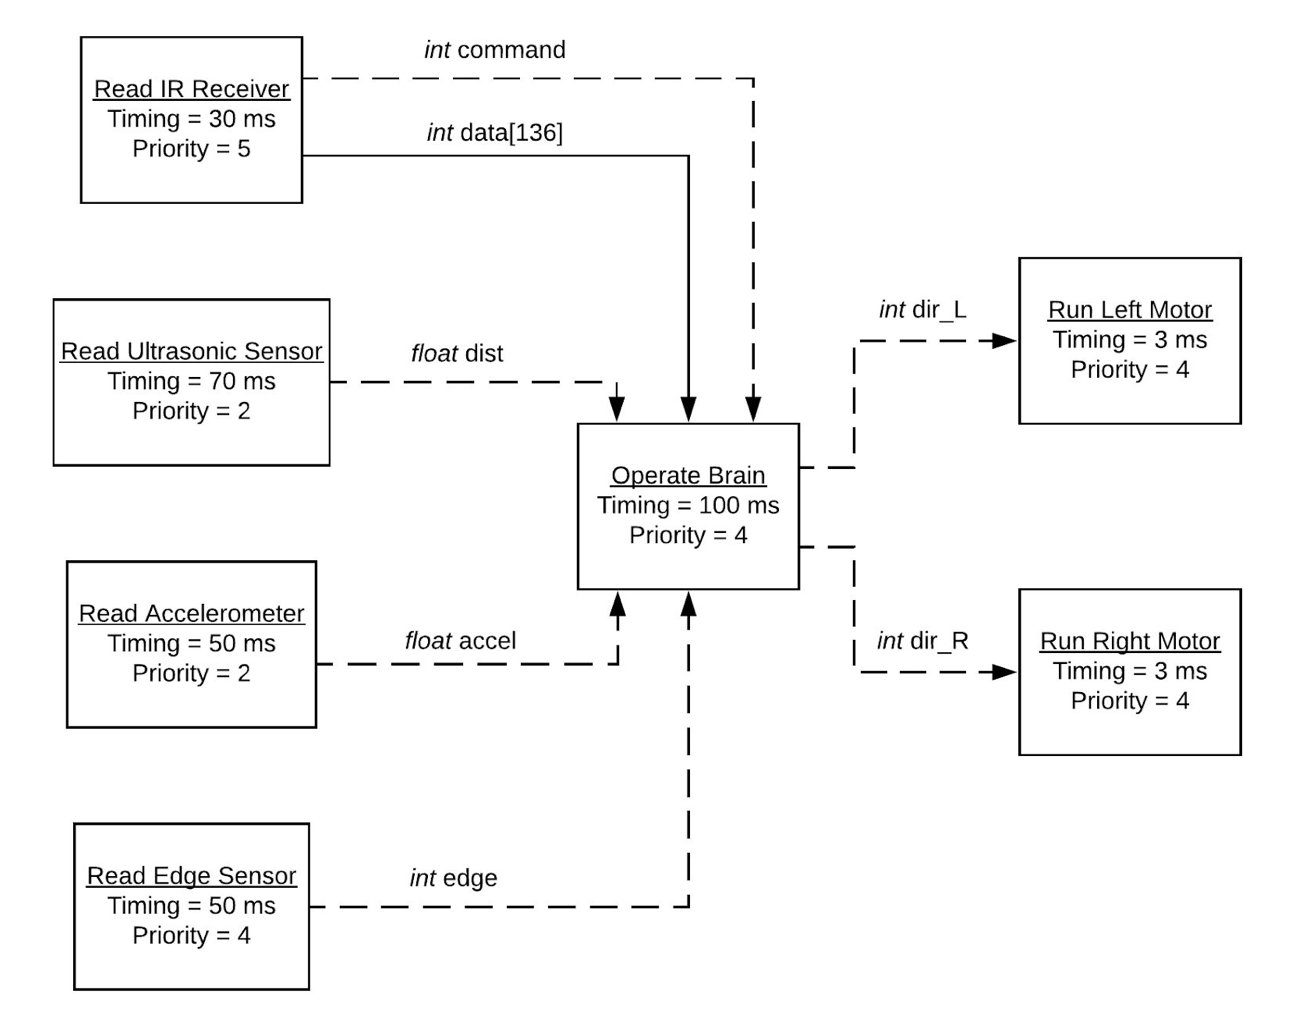 int command
Read IR Receiver
Timing = 30 ms
Priority = 5
int data[136]
Read Ultrasonic Sensor
Timing = 70 ms
Priority = 2
float dist
int dir_L
Run Left Motor
Timing = 3 ms
Priority = 4
Operate Brain
Timing = 100 ms
Priority = 4
Read Accelerometer
Timing = 50 ms
Priority = 2
float accel
int dir_R
Run Right Motor
Timing = 3 ms
Priority = 4
Read Edge Sensor
Timing = 50 ms
Priority = 4
int edge